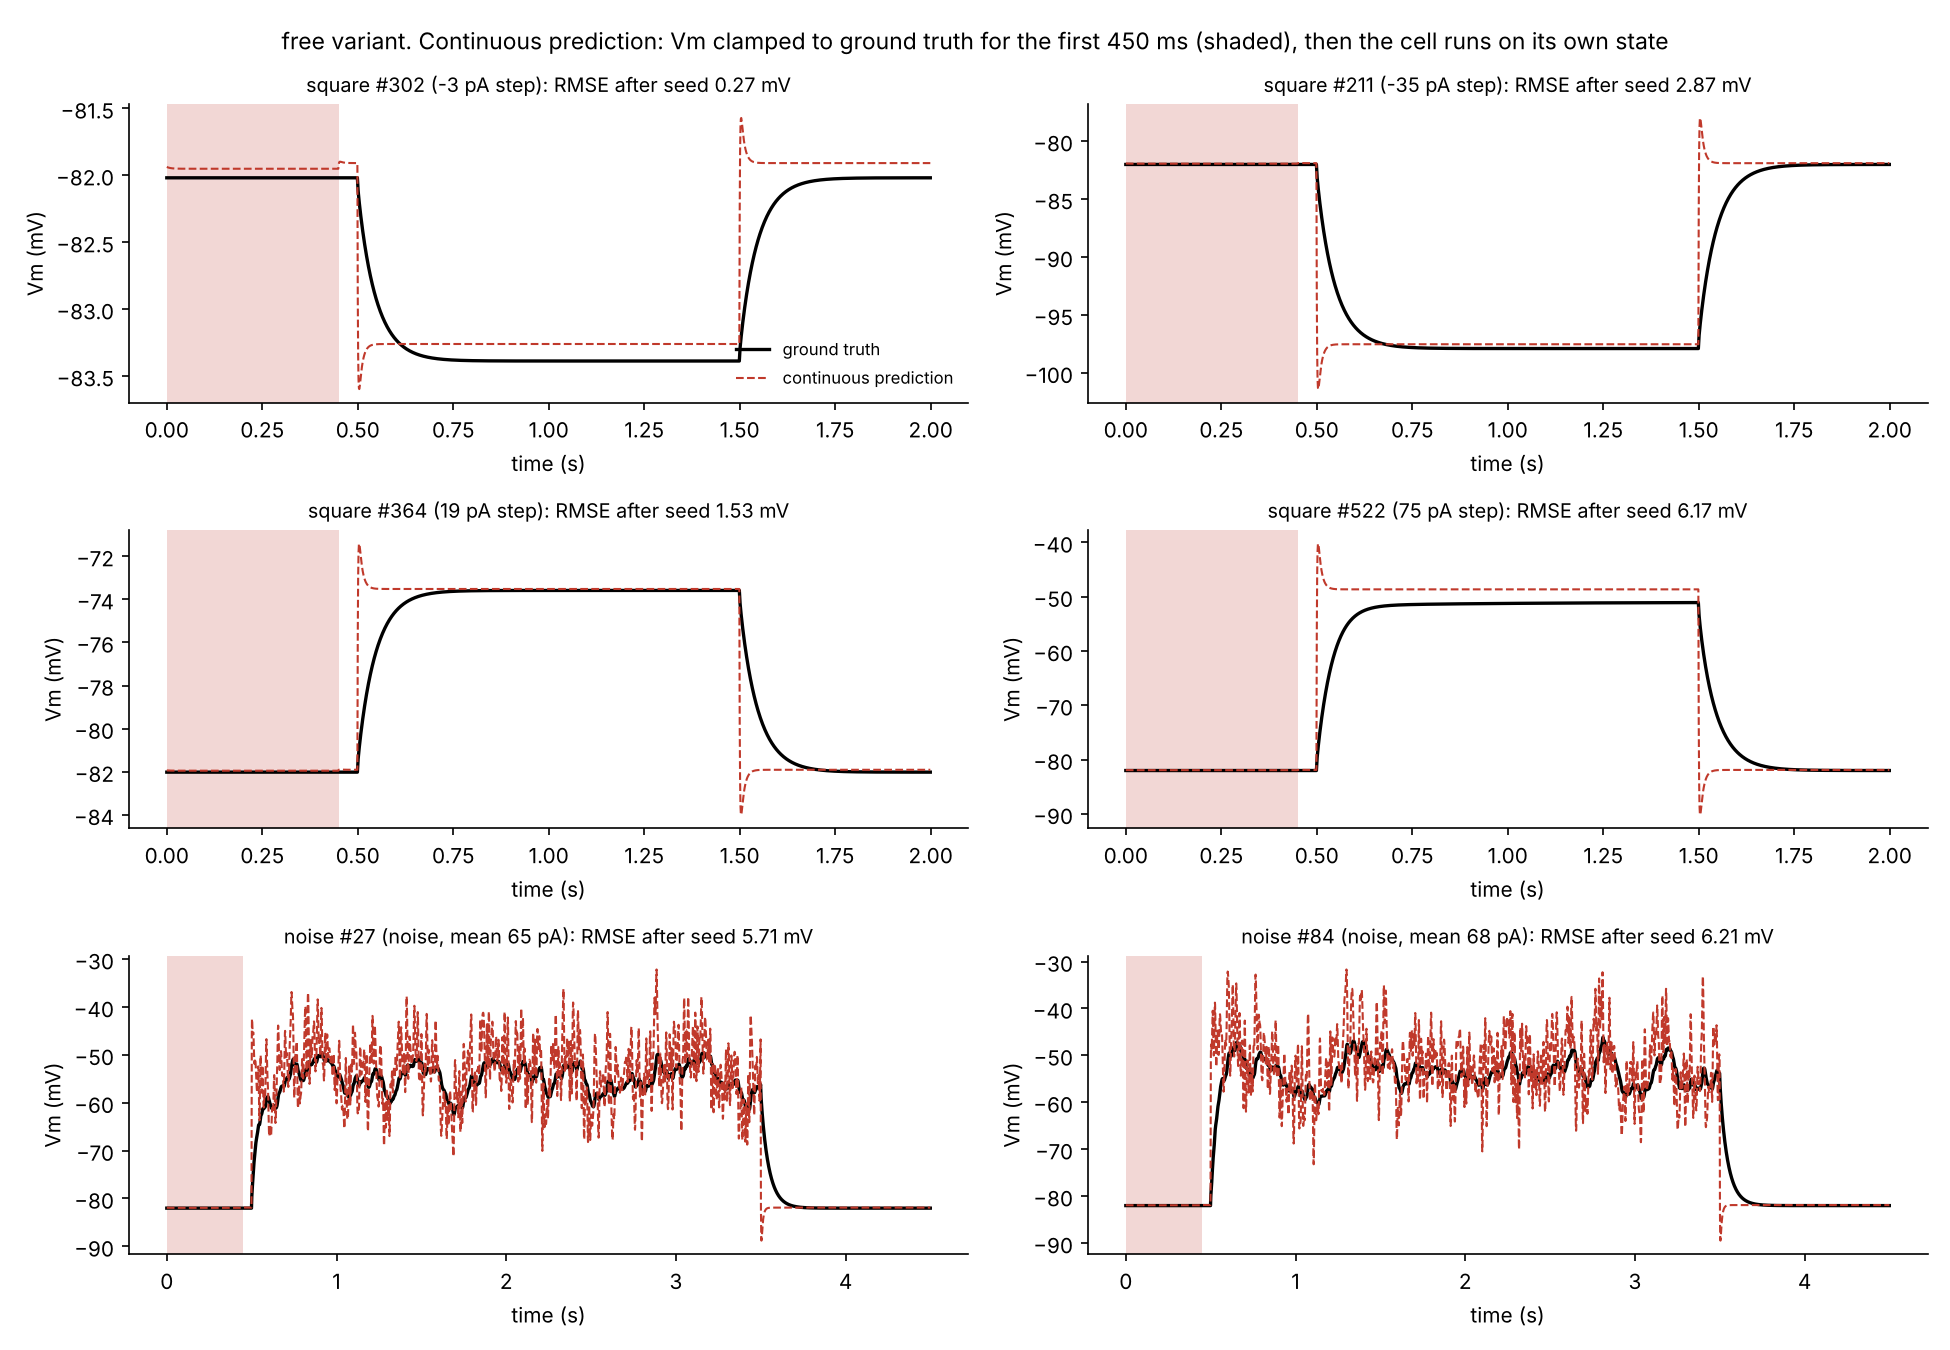 free variant. Continuous prediction: Vm clamped to ground truth for the first 450 ms (shaded), then the cell runs on its own state
square #302 (-3 pA step): RMSE after seed 0.27 mV
−81.5
−82.0
−82.5
−83.0
−83.5
Vm (mV)
ground truth
continuous prediction
0.00 0.25 0.50 0.75 1.00 1.25 1.50 1.75 2.00
time (s)
square #211 (-35 pA step): RMSE after seed 2.87 mV
−80
−85
−90
−95
−100
Vm (mV)
0.00 0.25 0.50 0.75 1.00 1.25 1.50 1.75 2.00
time (s)
square #364 (19 pA step): RMSE after seed 1.53 mV
−72
−74
−76
−78
−80
−82
−84
Vm (mV)
0.00 0.25 0.50 0.75 1.00 1.25 1.50 1.75 2.00
time (s)
square #522 (75 pA step): RMSE after seed 6.17 mV
−40
−50
−60
−70
−80
−90
Vm (mV)
0.00 0.25 0.50 0.75 1.00 1.25 1.50 1.75 2.00
time (s)
noise #27 (noise, mean 65 pA): RMSE after seed 5.71 mV
−30
−40
−50
−60
−70
−80
−90
Vm (mV)
0 1 2 3 4
time (s)
noise #84 (noise, mean 68 pA): RMSE after seed 6.21 mV
−30
−40
−50
−60
−70
−80
−90
Vm (mV)
0 1 2 3 4
time (s)